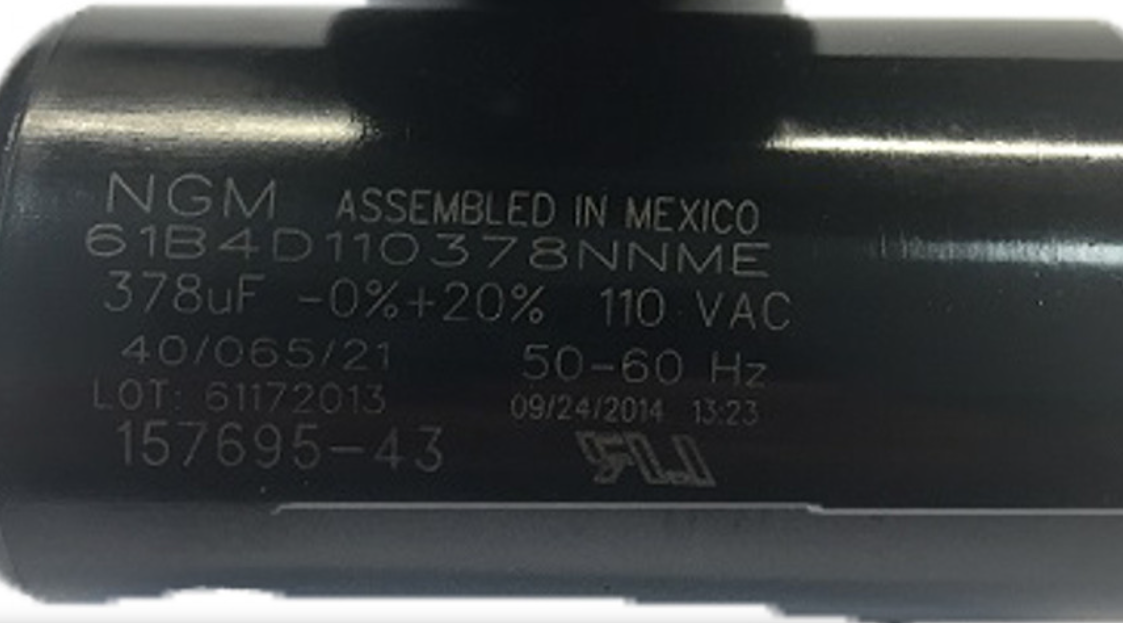 NGM ASSEMBLED IN MEXICO
61B4D110378NNME
378uF -0%+20% 110 VAC
40/065/21 50-60 Hz
LOT: 61172013 09/24/2014 13:23
157695-43